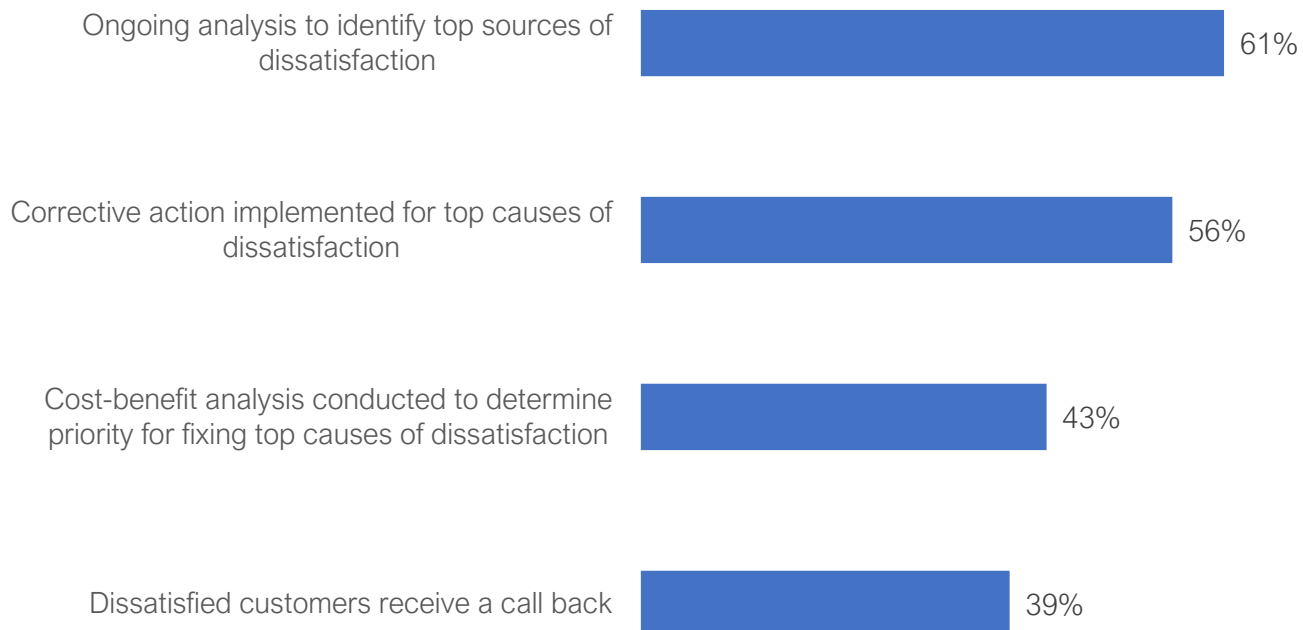 Ongoing analysis to identify top sources of
dissatisfaction
61%
Corrective action implemented for top causes of
dissatisfaction
56%
Cost-benefit analysis conducted to determine
priority for fixing top causes of dissatisfaction
43%
Dissatisfied customers receive a call back
39%